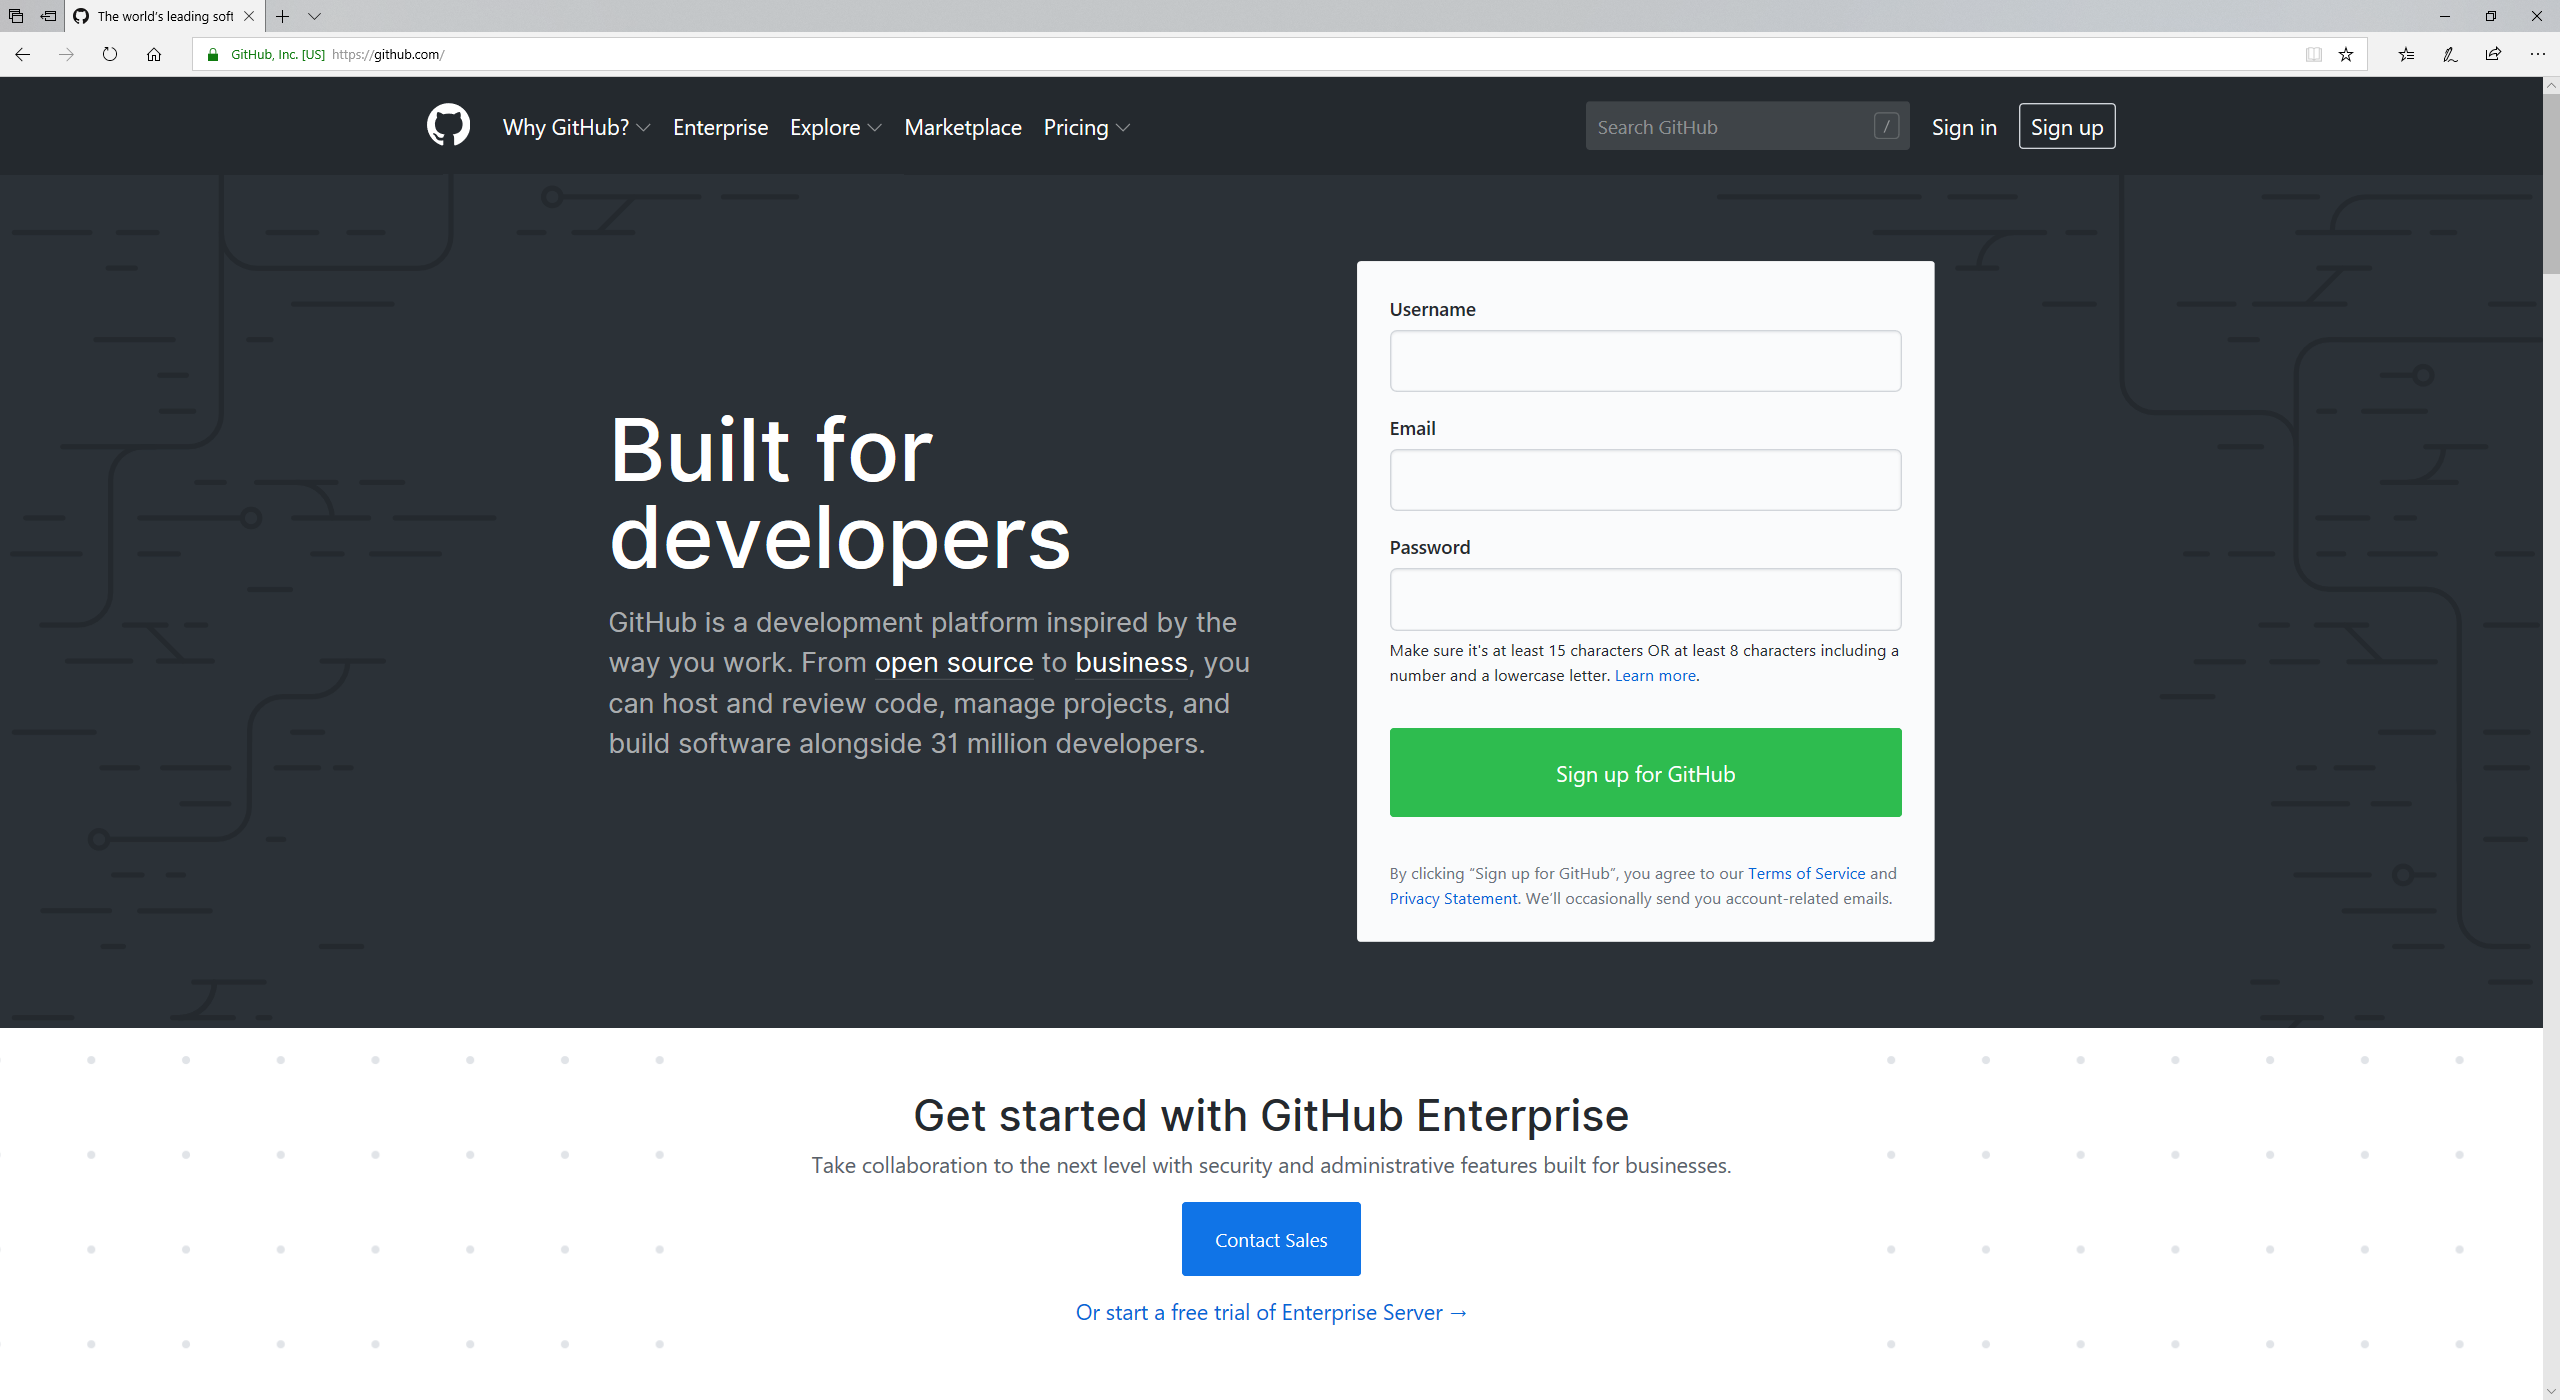 The world's leading soft
GitHub, Inc. [US] https://github.com/
Why GitHub? Enterprise Explore Marketplace Pricing
Search GitHub /
Sign in
Sign up
Built for
developers
GitHub is a development platform inspired by the
way you work. From open source to business, you
can host and review code, manage projects, and
build software alongside 31 million developers.
Username
Email
Password
Make sure it's at least 15 characters OR at least 8 characters including a
number and a lowercase letter. Learn more.
Sign up for GitHub
By clicking “Sign up for GitHub”, you agree to our Terms of Service and
Privacy Statement. We’ll occasionally send you account-related emails.
Get started with GitHub Enterprise
Take collaboration to the next level with security and administrative features built for businesses.
Contact Sales
Or start a free trial of Enterprise Server →